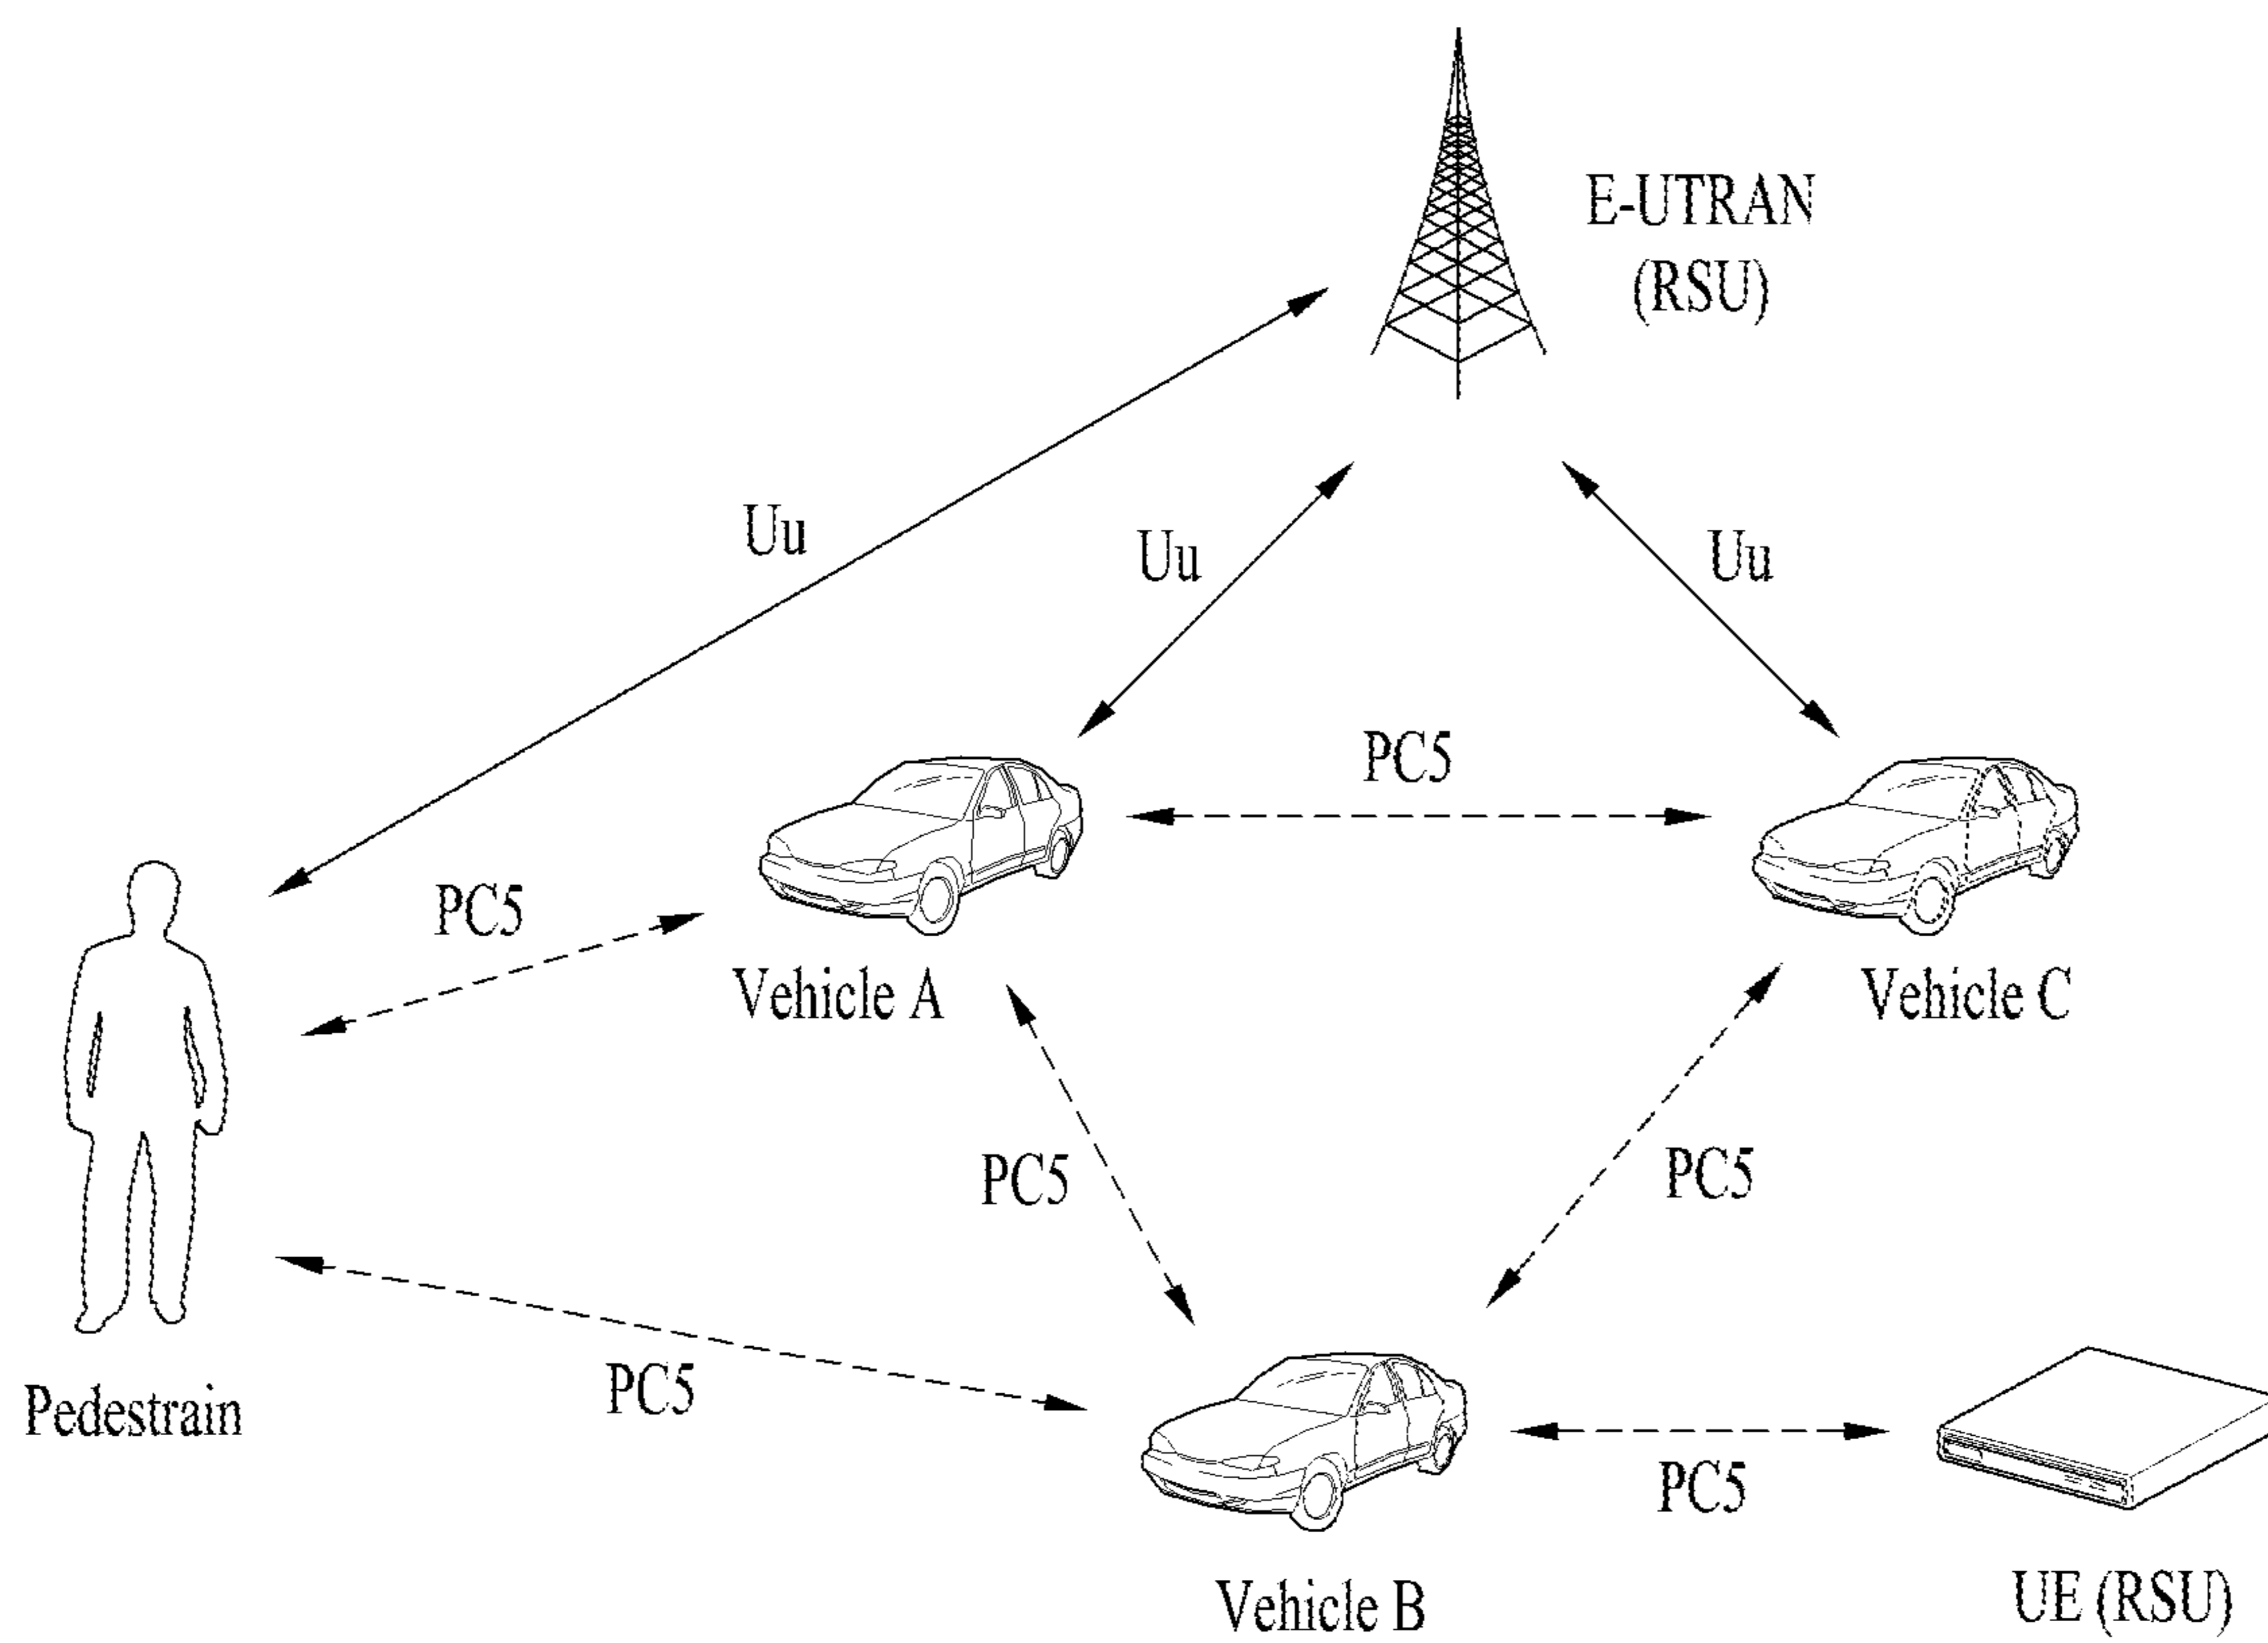 E-UTRAN
(RSU)
Uu
Uu
Uu
PC5
PC5
Vehicle A
Vehicle C
PC5
PC5
PC5
Pedestrain
PC5
Vehicle B
UE (RSU)